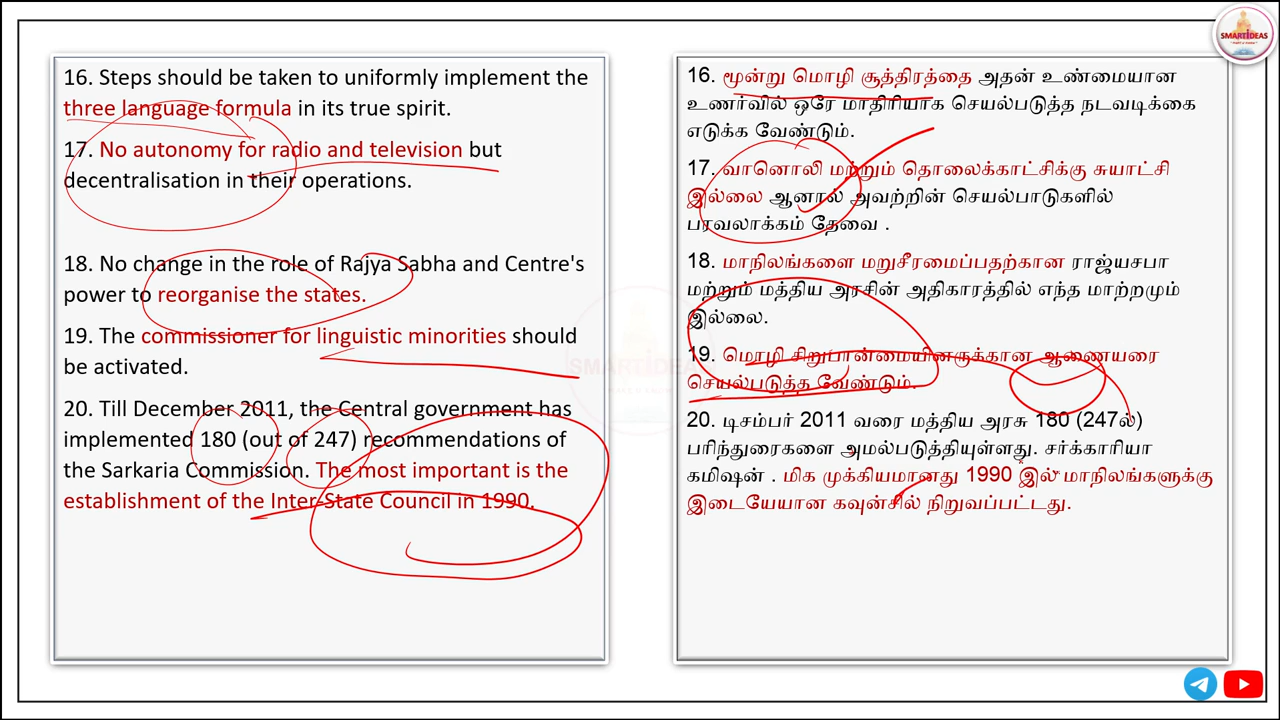 SMARTIDEAS
16. Steps should be taken to uniformly implement the
three language formula in its true spirit.
17. No autonomy for radio and television but
decentralisation in their operations.
18. No change in the role of Rajya Sabha and Centre's
power to reorganise the states.
19. The commissioner for linguistic minorities should
be activated.
20. Till December 2011, the Central government has
implemented 180 (out of 247) recommendations of
the Sarkaria Commission. The most important is the
establishment of the Inter-State Council in 1990.
16. மூன்று மொழி சூத்திரத்தை அதன் உண்மையான
உணர்வில் ஒரே மாதிரியாக செயல்படுத்த நடவடிக்கை
எடுக்க வேண்டும்.
17. வானொலி மற்றும் தொலைக்காட்சிக்கு சுயாட்சி
இல்லை ஆனால் அவற்றின் செயல்பாடுகளில்
பரவலாக்கம் தேவை .
18. மாநிலங்களை மறுசீரமைப்பதற்கான ராஜ்யசபா
மற்றும் மத்திய அரசின் அதிகாரத்தில் எந்த மாற்றமும்
இல்லை.
19. மொழி சிறுபான்மையினருக்கான ஆணையரை
செயல்படுத்த வேண்டும்.
20. டிசம்பர் 2011 வரை மத்திய அரசு 180 (247ல்)
பரிந்துரைகளை அமல்படுத்தியுள்ளது. சர்க்காரியா
கமிஷன் . மிக முக்கியமானது 1990 இல் மாநிலங்களுக்கு
இடையேயான கவுன்சில் நிறுவப்பட்டது.
SMARTIDEAS